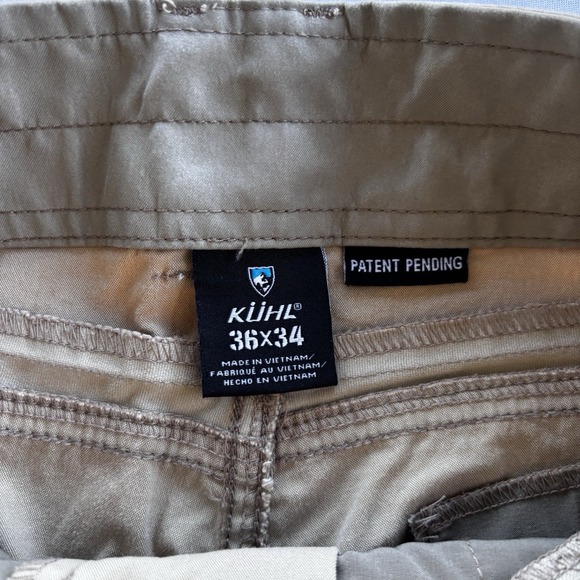 PATENT PENDING
KÜHL®
36X34
MADE IN VIETNAM/
FABRIQUÉ AU VIETNAM/
HECHO EN VIETNAM